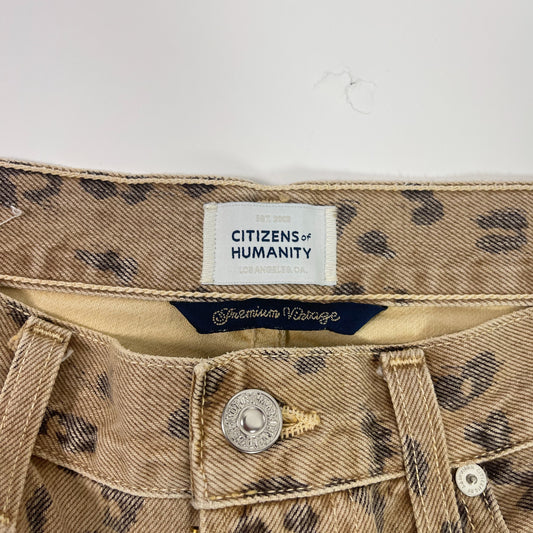 EST. 2003
CITIZENS of
HUMANITY
LOS ANGELES, CA.
Premium Vintage